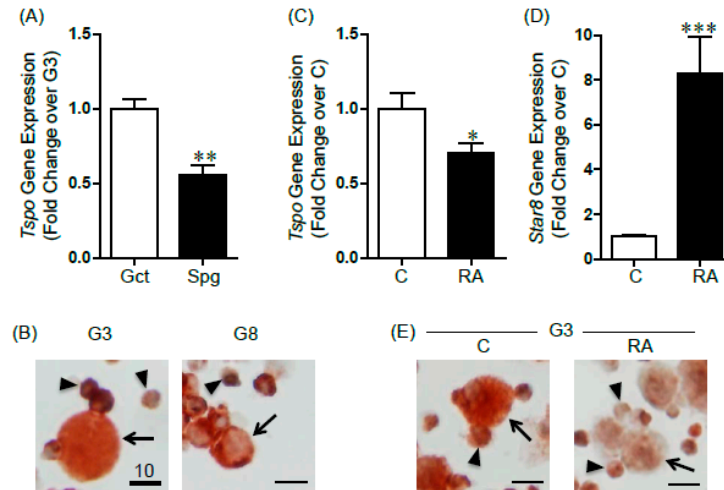 (A)
Tspo Gene Expression
(Fold Change over G3)
1.5
1.0
0.5
0.0
**
Gct
Spg
(C)
Tspo Gene Expression
(Fold Change over C)
1.5
1.0
0.5
0.0
*
C
RA
(D)
Star8 Gene Expression
(Fold Change over C)
10
8
6
4
2
0
***
C
RA
(B)
G3
G8
10
(E)
G3
C
RA